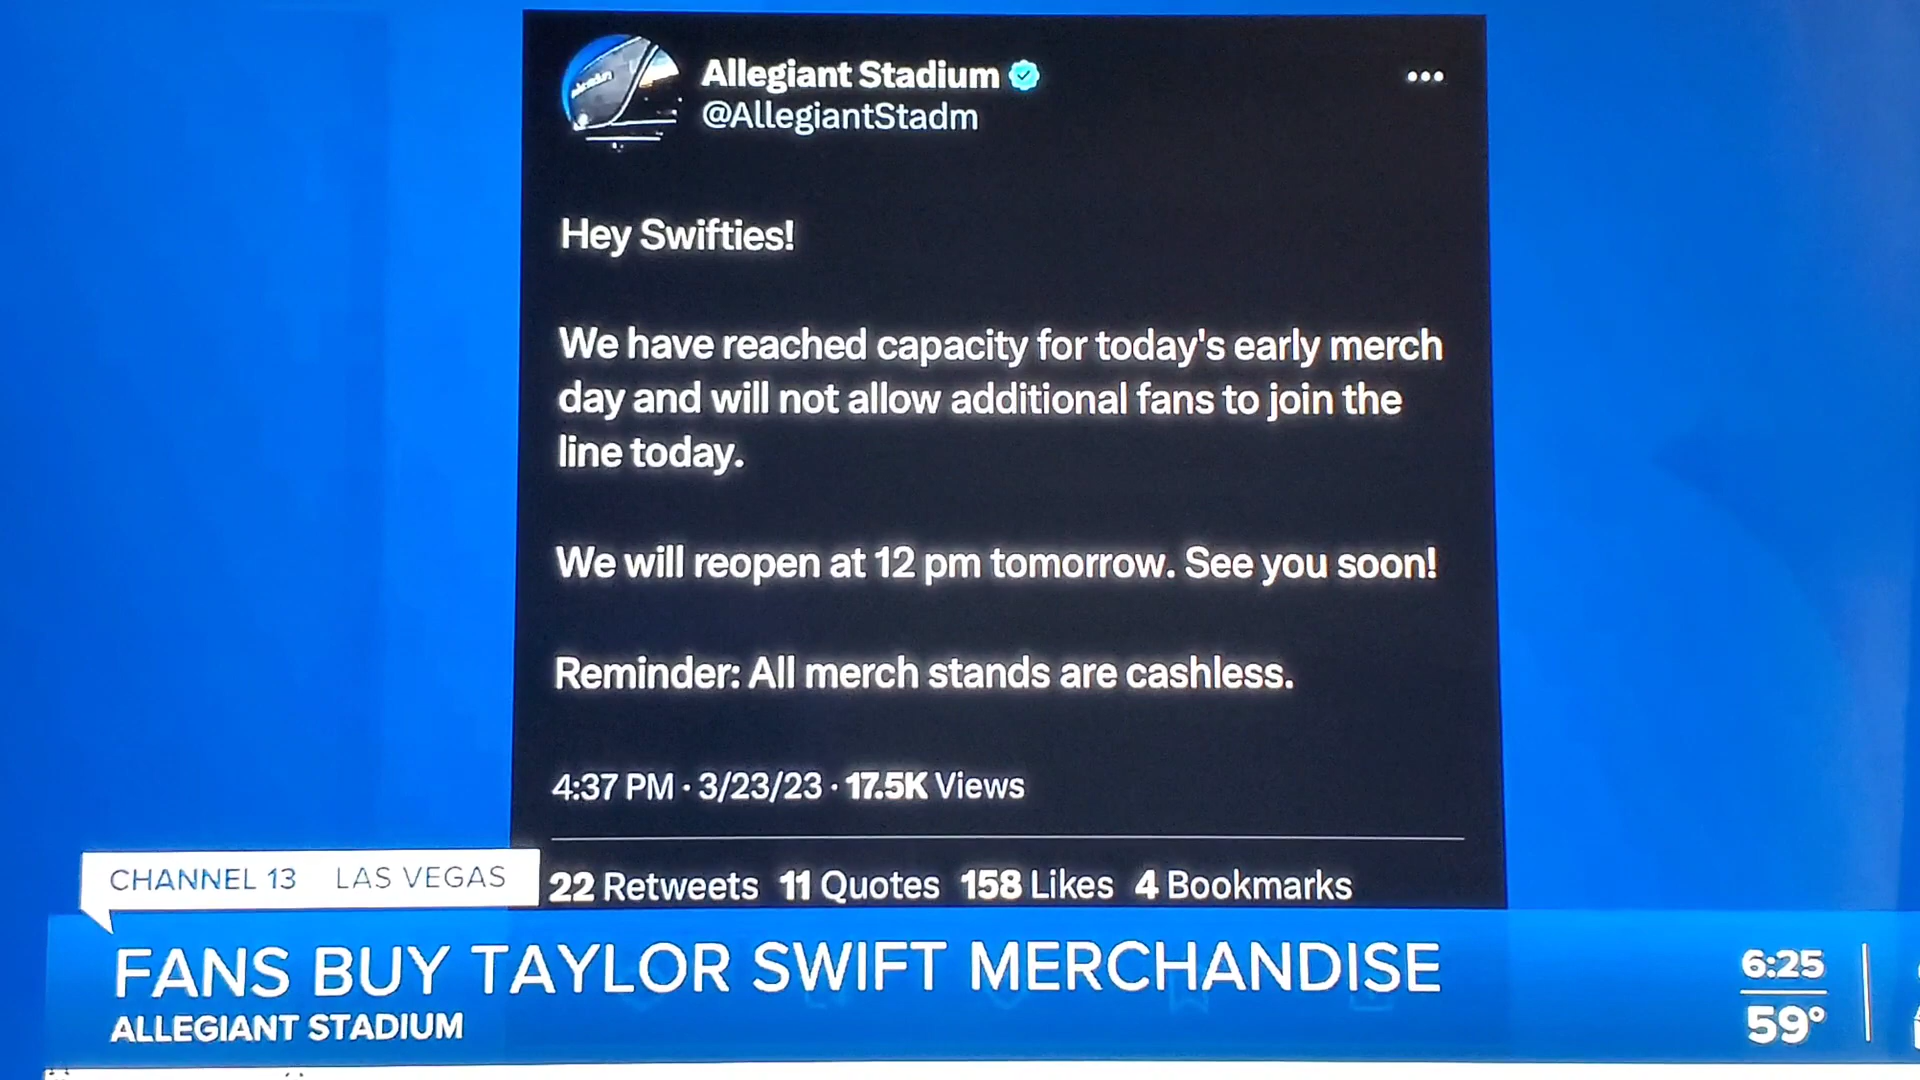 Allegiant Stadium
@AllegiantStadm
Hey Swifties!
We have reached capacity for today's early merch
day and will not allow additional fans to join the
line today.
We will reopen at 12 pm tomorrow. See you soon!
Reminder: All merch stands are cashless.
4:37 PM · 3/23/23 · 17.5K Views
22 Retweets 11 Quotes 158 Likes 4 Bookmarks
CHANNEL 13 LAS VEGAS
FANS BUY TAYLOR SWIFT MERCHANDISE
ALLEGIANT STADIUM
6:25
59°